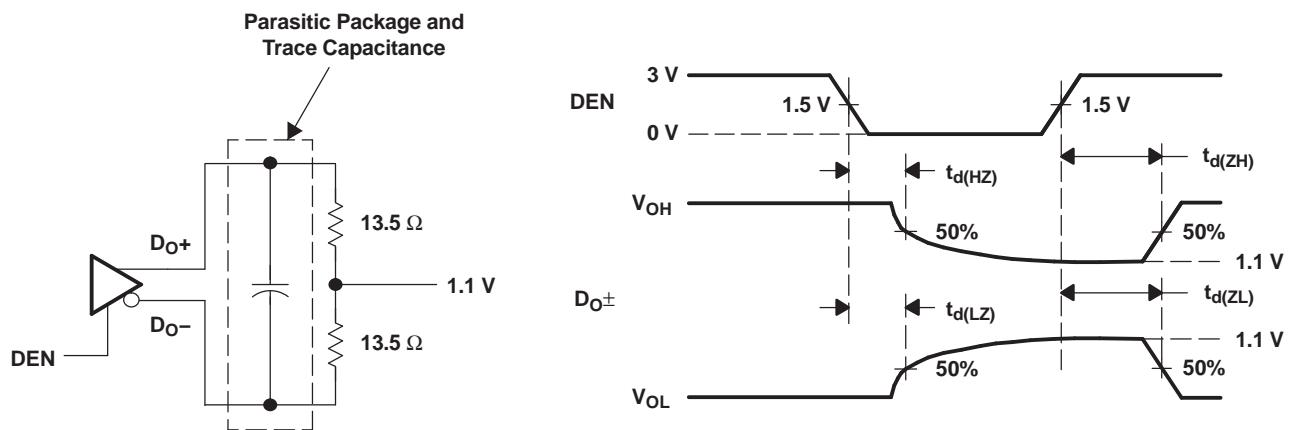 Parasitic Package and
Trace Capacitance
DO+
DO−
DEN
13.5 Ω
1.1 V
13.5 Ω
3 V
DEN
1.5 V
1.5 V
0 V
td(HZ)
td(ZH)
VOH
50%
50%
1.1 V
DO±
td(LZ)
td(ZL)
1.1 V
50%
50%
VOL